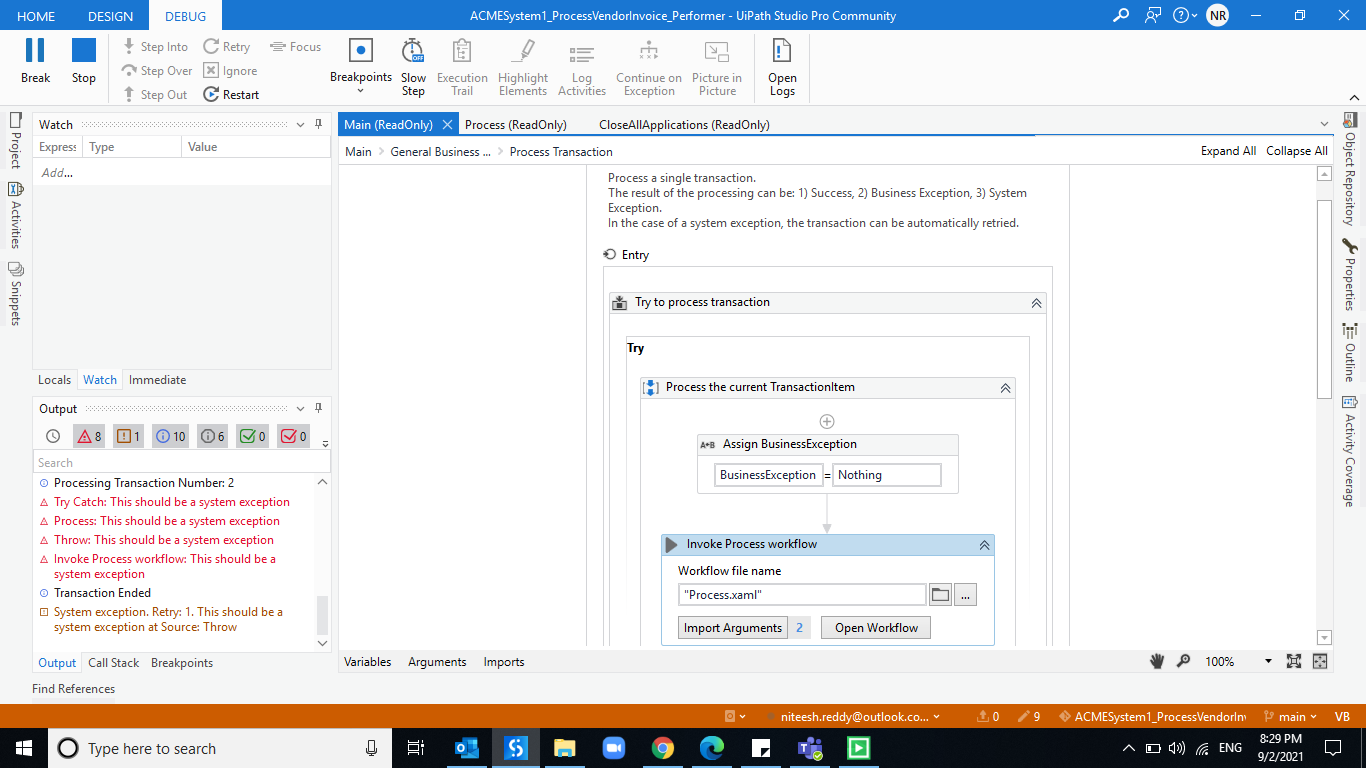 HOME DESIGN DEBUG ACMESystem1_ProcessVendorInvoice_Performer - UiPath Studio Pro Community NR
Break
Stop
Step Into
Step Over
Step Out
Retry
Ignore
Restart
Focus
Breakpoints
Slow
Step
OFF
Execution
Trail
Highlight
Elements
Log
Activities
Continue on
Exception
Picture in
Picture
Open
Logs
Project
Activities
Snippets
Watch
Express Type Value
Add...
Locals Watch Immediate
Output
8 1 10 6 0 0
Search
Processing Transaction Number: 2
Try Catch: This should be a system exception
Process: This should be a system exception
Throw: This should be a system exception
Invoke Process workflow: This should be a
system exception
Transaction Ended
System exception. Retry: 1. This should be a
system exception at Source: Throw
Output Call Stack Breakpoints
Find References
Main (ReadOnly) Process (ReadOnly) CloseAllApplications (ReadOnly)
Main General Business ... Process Transaction Expand All Collapse All
Process a single transaction.
The result of the processing can be: 1) Success, 2) Business Exception, 3) System
Exception.
In the case of a system exception, the transaction can be automatically retried.
Entry
Try to process transaction
Try
Process the current TransactionItem
A+B Assign BusinessException
BusinessException = Nothing
Invoke Process workflow
Workflow file name
"Process.xaml" ...
Import Arguments 2 Open Workflow
Variables Arguments Imports 100%
Object Repository
Properties
Outline
Activity Coverage
niteesh.reddy@outlook.co... 0 9 ACMESystem1_ProcessVendorInv main VB
Type here to search
ENG
8:29 PM
9/2/2021